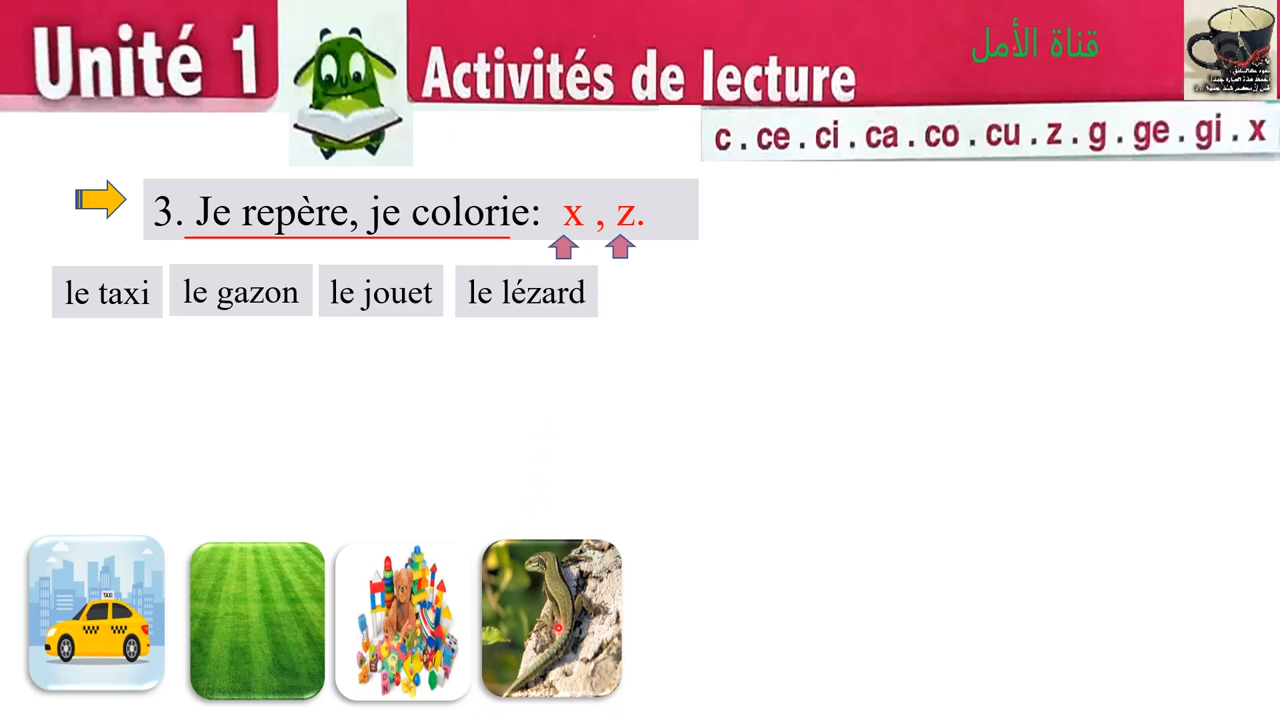 Unité 1
Activités de lecture
قناة الأمل
c . ce . ci . ca . co . cu . z . g . ge . gi . x
3. Je repère, je colorie: x , z.
le taxi le gazon le jouet le lézard
TAXI